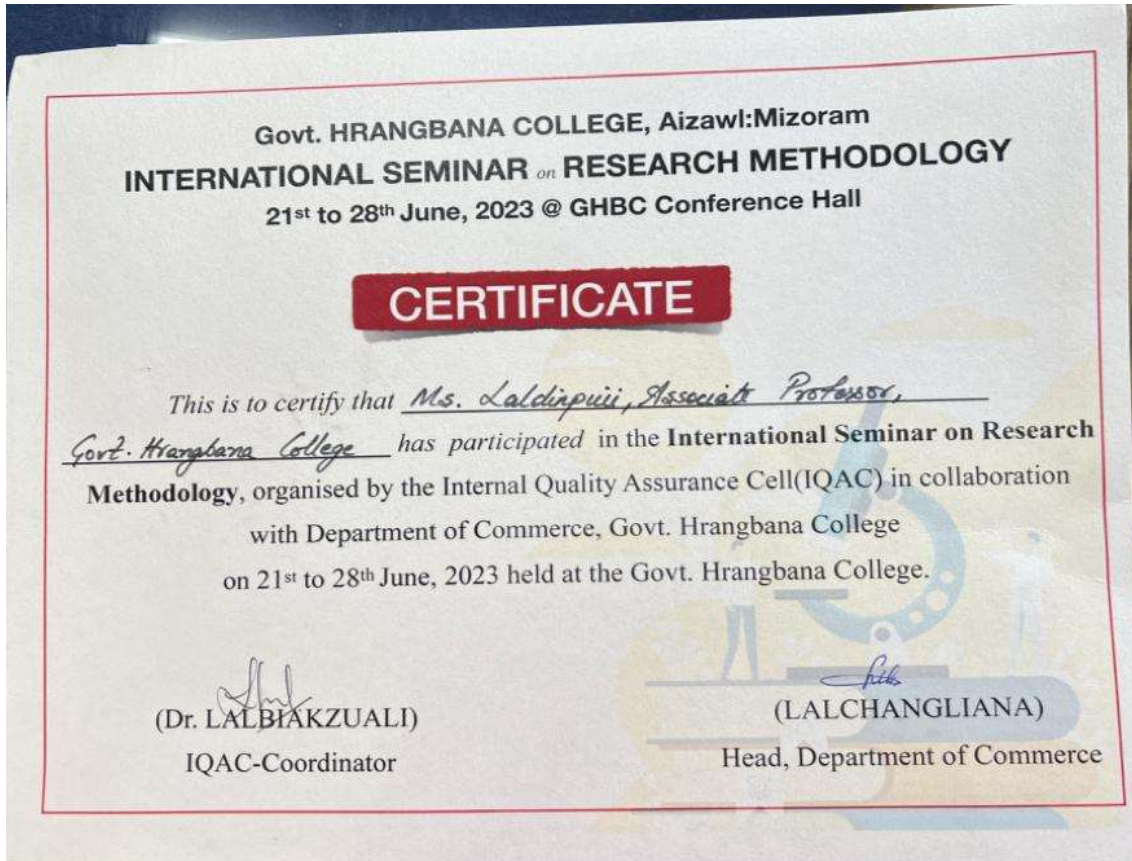 Govt. HRANGBANA COLLEGE, Aizawl:Mizoram
INTERNATIONAL SEMINAR on RESEARCH METHODOLOGY
21st to 28th June, 2023 @ GHBC Conference Hall
CERTIFICATE
This is to certify that Ms. Laldinpuii, Associate Professor,
Govt. Hrangbana College has participated in the International Seminar on Research
Methodology, organised by the Internal Quality Assurance Cell(IQAC) in collaboration
with Department of Commerce, Govt. Hrangbana College
on 21st to 28th June, 2023 held at the Govt. Hrangbana College.
(Dr. LALBIAKZUALI)
(LALCHANGLIANA)
IQAC-Coordinator
Head, Department of Commerce